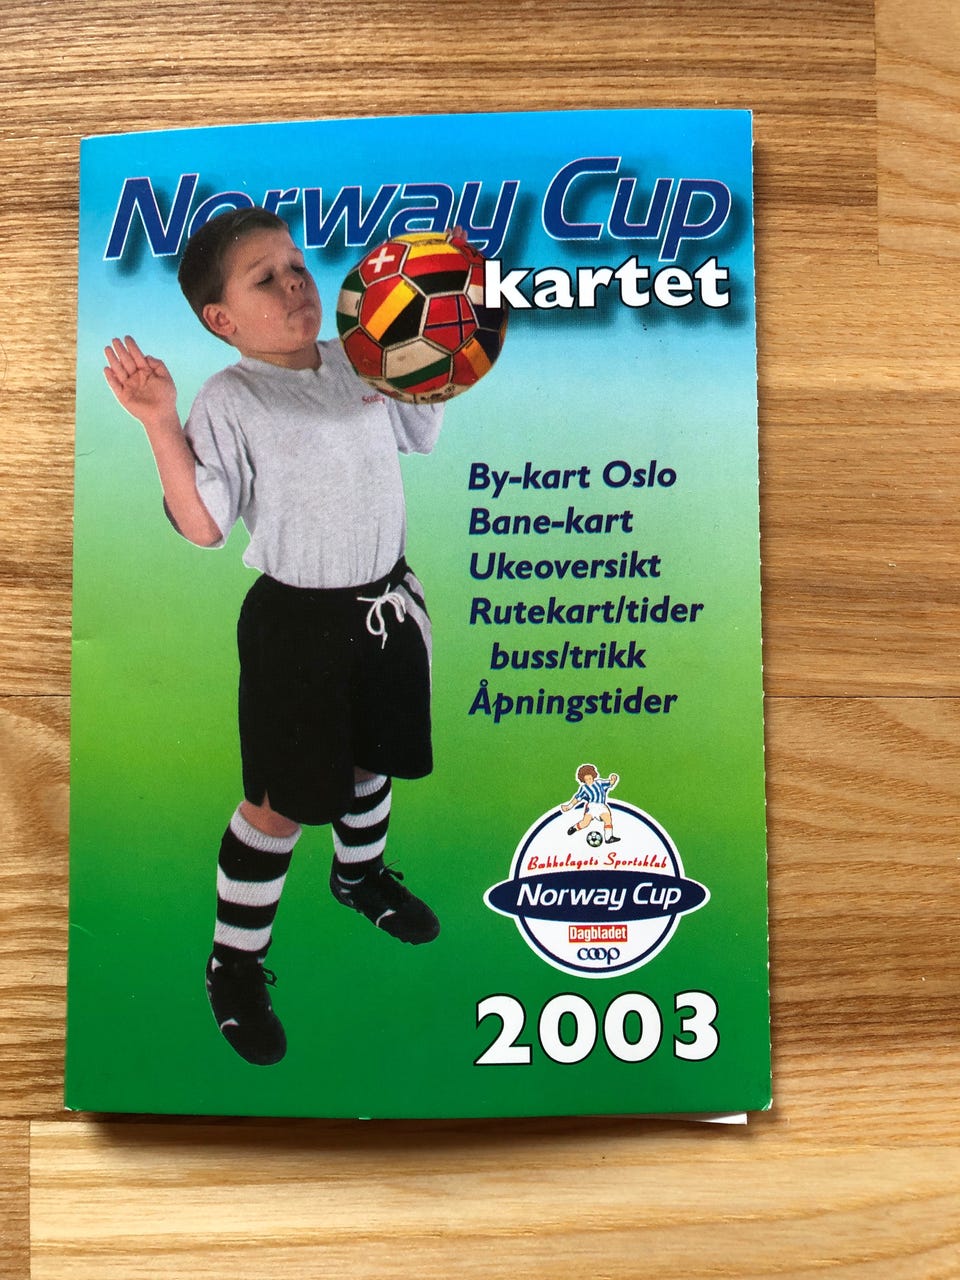 Norway Cup
kartet
By-kart Oslo
Bane-kart
Ukeoversikt
Rutekart/tider
buss/trikk
Åpningstider
Bækkelagets Sportsklub
Norway Cup
Dagbladet
coop
2003